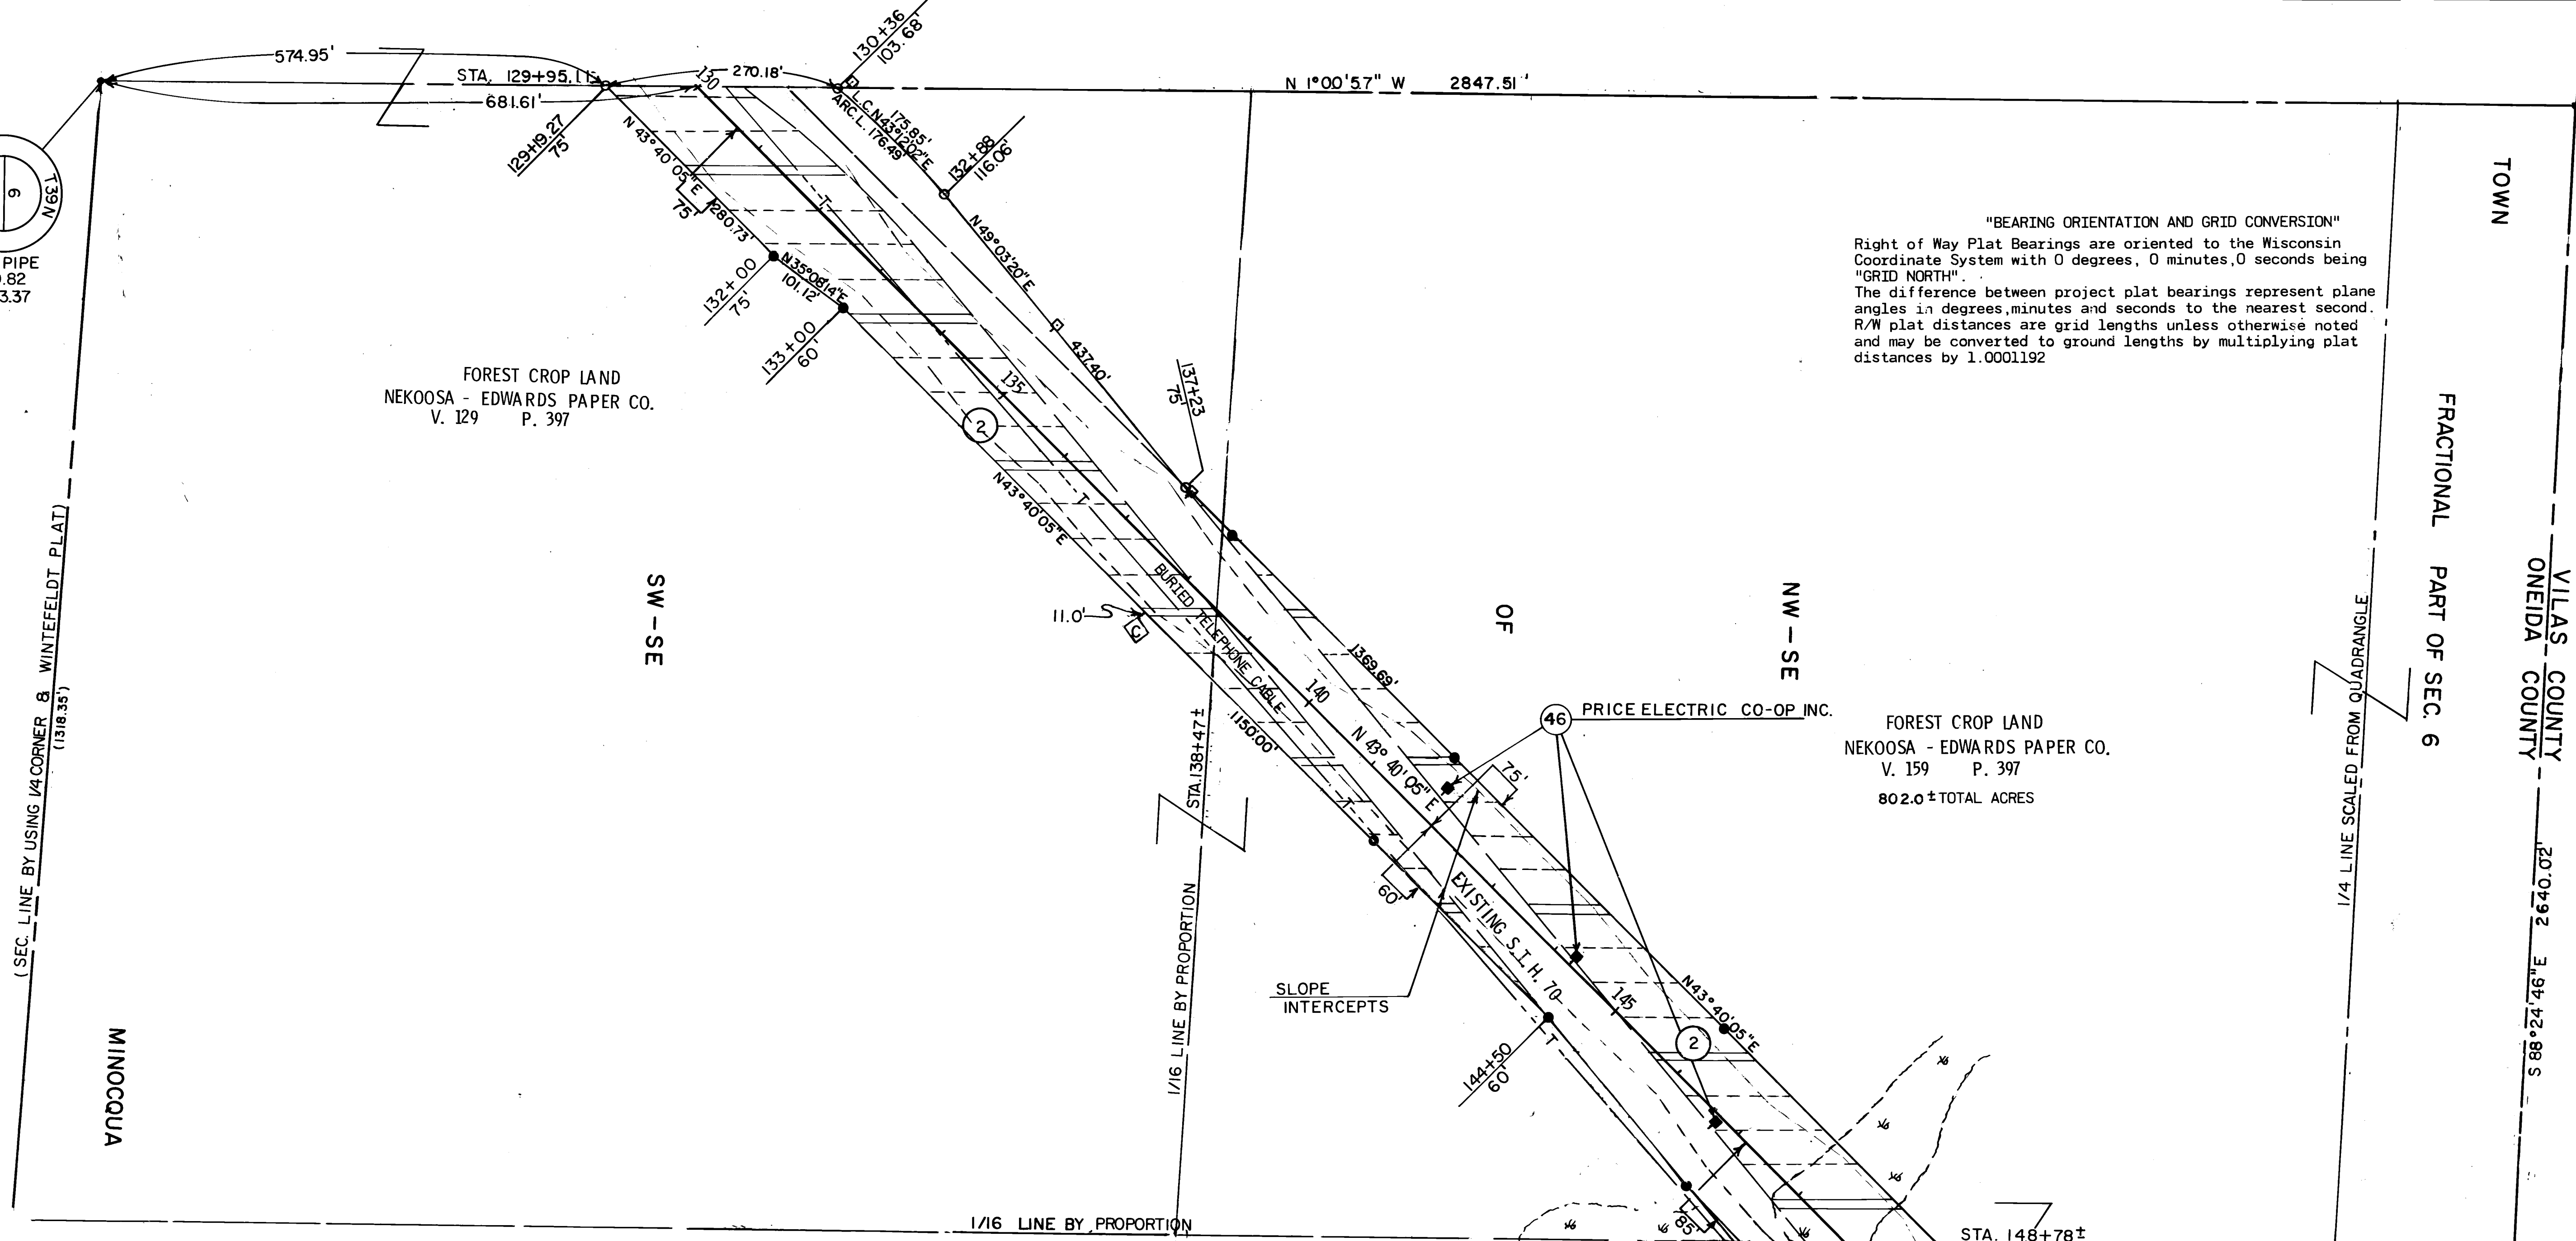 574.95'
STA. 129+95.11
130
270.18'
681.61'
130+36
103.68'
N 1°00'57" W 2847.51'
129+19.27
75'
N 43°40'05"E
280.73'
75'
L.C. N43°12'02"E
175.85'
ARC.L. 176.49'
132+88
116.06'
N49°03'20"E
437.40'
137+23
75'
T39N
6
PIPE
.82
3.37
132+00
75'
N35°08'14"E
101.12'
133+00
60'
135
2
FOREST CROP LAND
NEKOOSA - EDWARDS PAPER CO.
V. 129 P. 397
"BEARING ORIENTATION AND GRID CONVERSION"
Right of Way Plat Bearings are oriented to the Wisconsin
Coordinate System with 0 degrees, 0 minutes,0 seconds being
"GRID NORTH".
The difference between project plat bearings represent plane
angles in degrees,minutes and seconds to the nearest second.
R/W plat distances are grid lengths unless otherwise noted
and may be converted to ground lengths by multiplying plat
distances by 1.0001192
TOWN
FRACTIONAL PART OF SEC. 6
VILAS COUNTY
ONEIDA COUNTY
S 88°24'46"E 2640.02'
1/4 LINE SCALED FROM QUADRANGLE
(SEC. LINE BY USING 1/4 CORNER & WINTEFELDT PLAT)
(1318.35')
N43°40'05"E
T
T
SW-SE
11.0'
C
BURIED TELEPHONE CABLE
1150.00'
STA.138+47±
1/16 LINE BY PROPORTION
140
1369.69'
N 43° 40' 05" E
OF
NW-SE
46
PRICE ELECTRIC CO-OP INC.
FOREST CROP LAND
NEKOOSA - EDWARDS PAPER CO.
V. 159 P. 397
802.0± TOTAL ACRES
75'
60'
T
EXISTING S.T.H. 70
SLOPE
INTERCEPTS
145
N43°40'05"E
2
144+50
60'
T
MINOCQUA
85'
1/16 LINE BY PROPORTION
STA. 148+78±